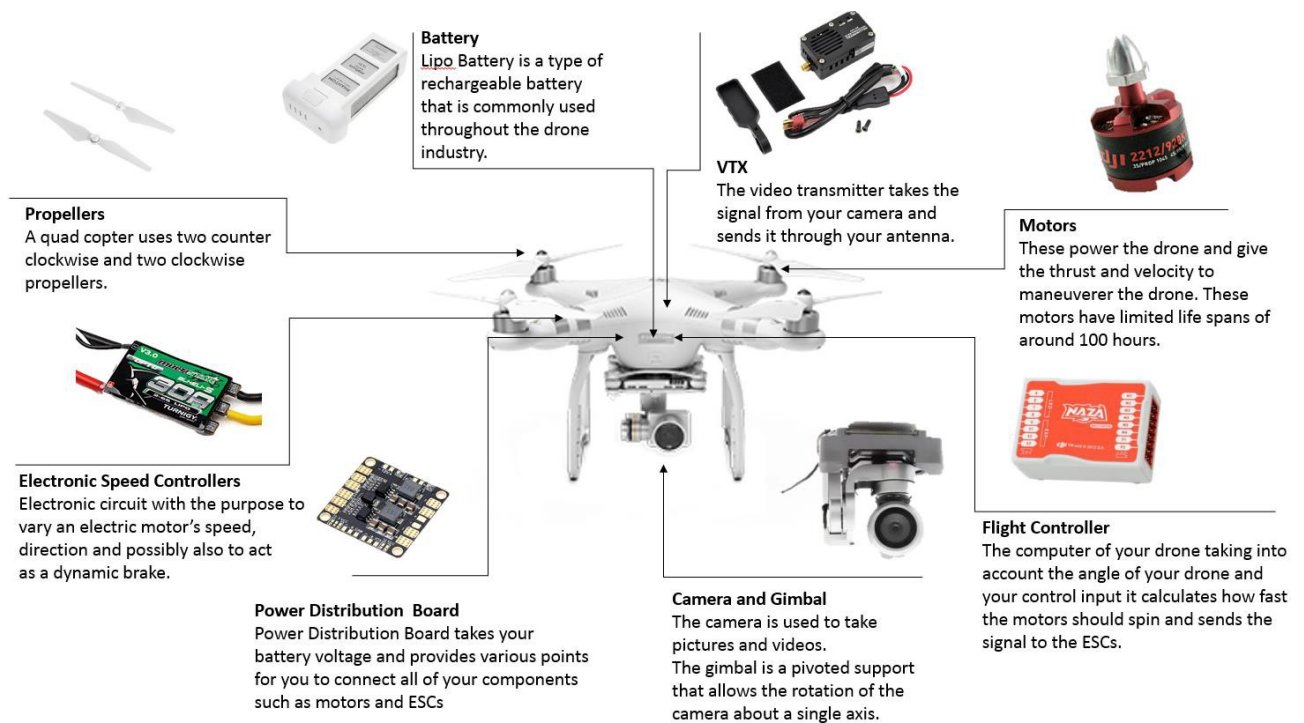 Battery
Lipo Battery is a type of
rechargeable battery
that is commonly used
throughout the drone
industry.
VTX
The video transmitter takes the
signal from your camera and
sends it through your antenna.
2212/920K
Motors
These power the drone and give
the thrust and velocity to
maneuverer the drone. These
motors have limited life spans of
around 100 hours.
Propellers
A quad copter uses two counter
clockwise and two clockwise
propellers.
V3.0
TURNIGY
NAZA
Electronic Speed Controllers
Electronic circuit with the purpose to
vary an electric motor’s speed,
direction and possibly also to act
as a dynamic brake.
Flight Controller
The computer of your drone taking into
account the angle of your drone and
your control input it calculates how fast
the motors should spin and sends the
signal to the ESCs.
Power Distribution Board
Power Distribution Board takes your
battery voltage and provides various points
for you to connect all of your components
such as motors and ESCs
Camera and Gimbal
The camera is used to take
pictures and videos.
The gimbal is a pivoted support
that allows the rotation of the
camera about a single axis.